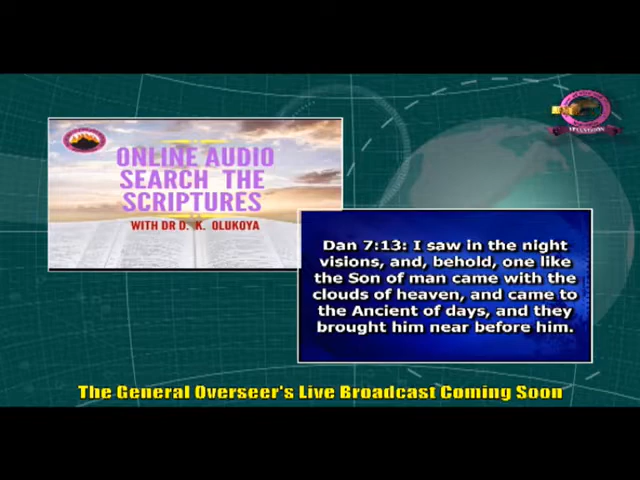 ONLINE AUDIO
SEARCH THE
SCRIPTURES
WITH DR D. K. OLUKOYA
Dan 7:13: I saw in the night
visions, and, behold, one like
the Son of man came with the
clouds of heaven, and came to
the Ancient of days, and they
brought him near before him.
The General Overseer's Live Broadcast Coming Soon